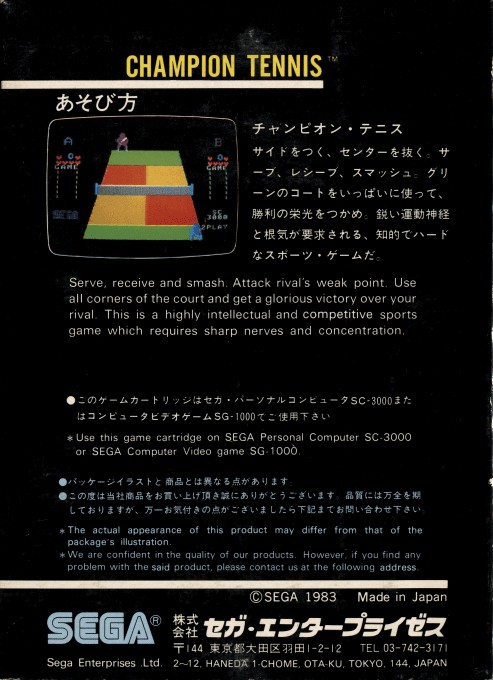 CHAMPION TENNIS™
あそび方
A
B
GAME
GAME
SEGA
SC
3000
2PLAY
チャンピオン・テニス
サイドをつく、センターを抜く。サ
ーブ、レシーブ、スマッシュ。グリ
ーンのコートをいっぱいに使って、
勝利の栄光をつかめ。鋭い運動神経
と根気が要求される、知的でハード
なスポーツ・ゲームだ。
Serve, receive and smash. Attack rival's weak point. Use
all corners of the court and get a glorious victory over your
rival. This is a highly intellectual and competitive sports
game which requires sharp nerves and concentration.
●このゲームカートリッジはセガ・パーソナルコンピュータSC-3000また
はコンピュータビデオゲームSG-1000でご使用下さい
*Use this game cartridge on SEGA Personal Computer SC-3000
or SEGA Computer Video game SG-1000.
●パッケージイラストと商品とは異なる点があります。
●この度は当社商品をお買い上げ頂き誠にありがとうございます。品質には万全を期
しておりますが、万一お気付きの点がございましたら下記までお問い合わせ下さい
*The actual appearance of this product may differ from that of the
package's illustration.
*We are confident in the quality of our products. However, if you find any
problem with the said product, please contact us at the following address.
©SEGA 1983 Made in Japan
SEGA® 株式会社 セガ・エンタープライゼス
〒144 東京都大田区羽田1-2-12 TEL 03-742-3171
Sega Enterprises .Ltd. 2~12, HANEDA 1-CHOME, OTA-KU, TOKYO, 144, JAPAN